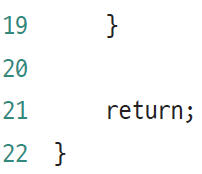 19        }
20
21        return;
22    }